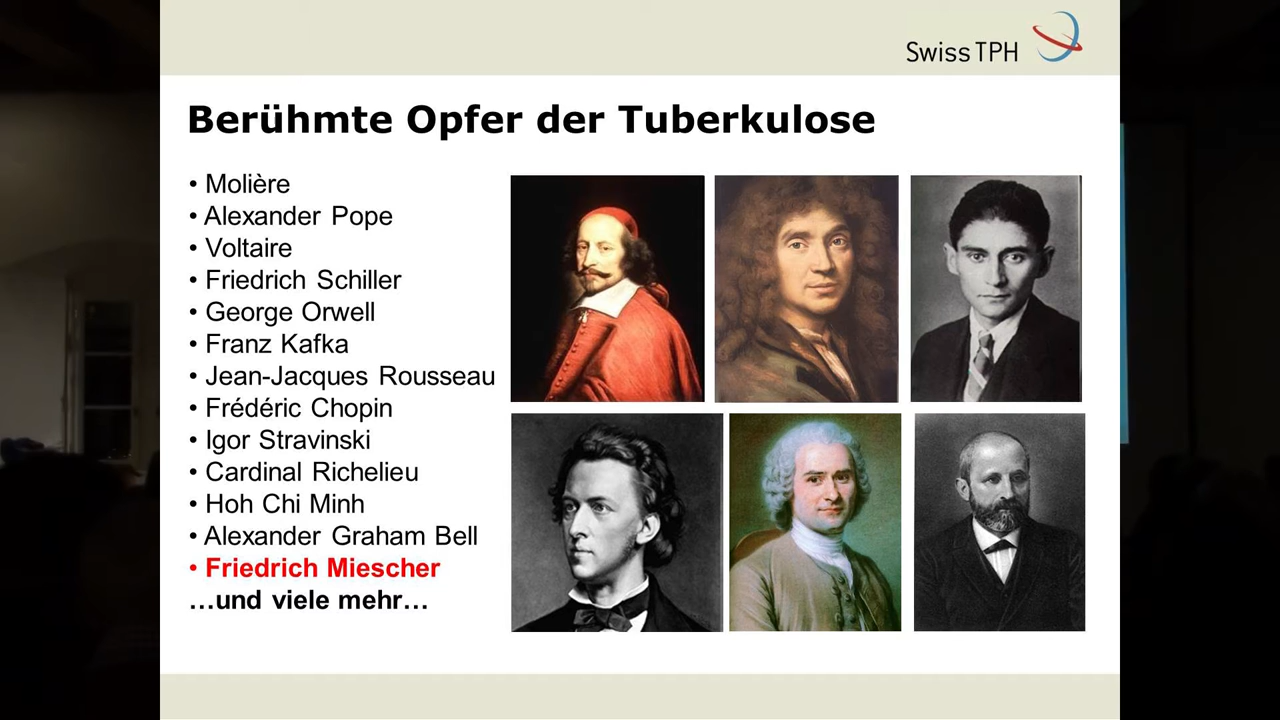 Swiss TPH
Berühmte Opfer der Tuberkulose
• Molière
• Alexander Pope
• Voltaire
• Friedrich Schiller
• George Orwell
• Franz Kafka
• Jean-Jacques Rousseau
• Frédéric Chopin
• Igor Stravinski
• Cardinal Richelieu
• Hoh Chi Minh
• Alexander Graham Bell
• Friedrich Miescher
…und viele mehr…